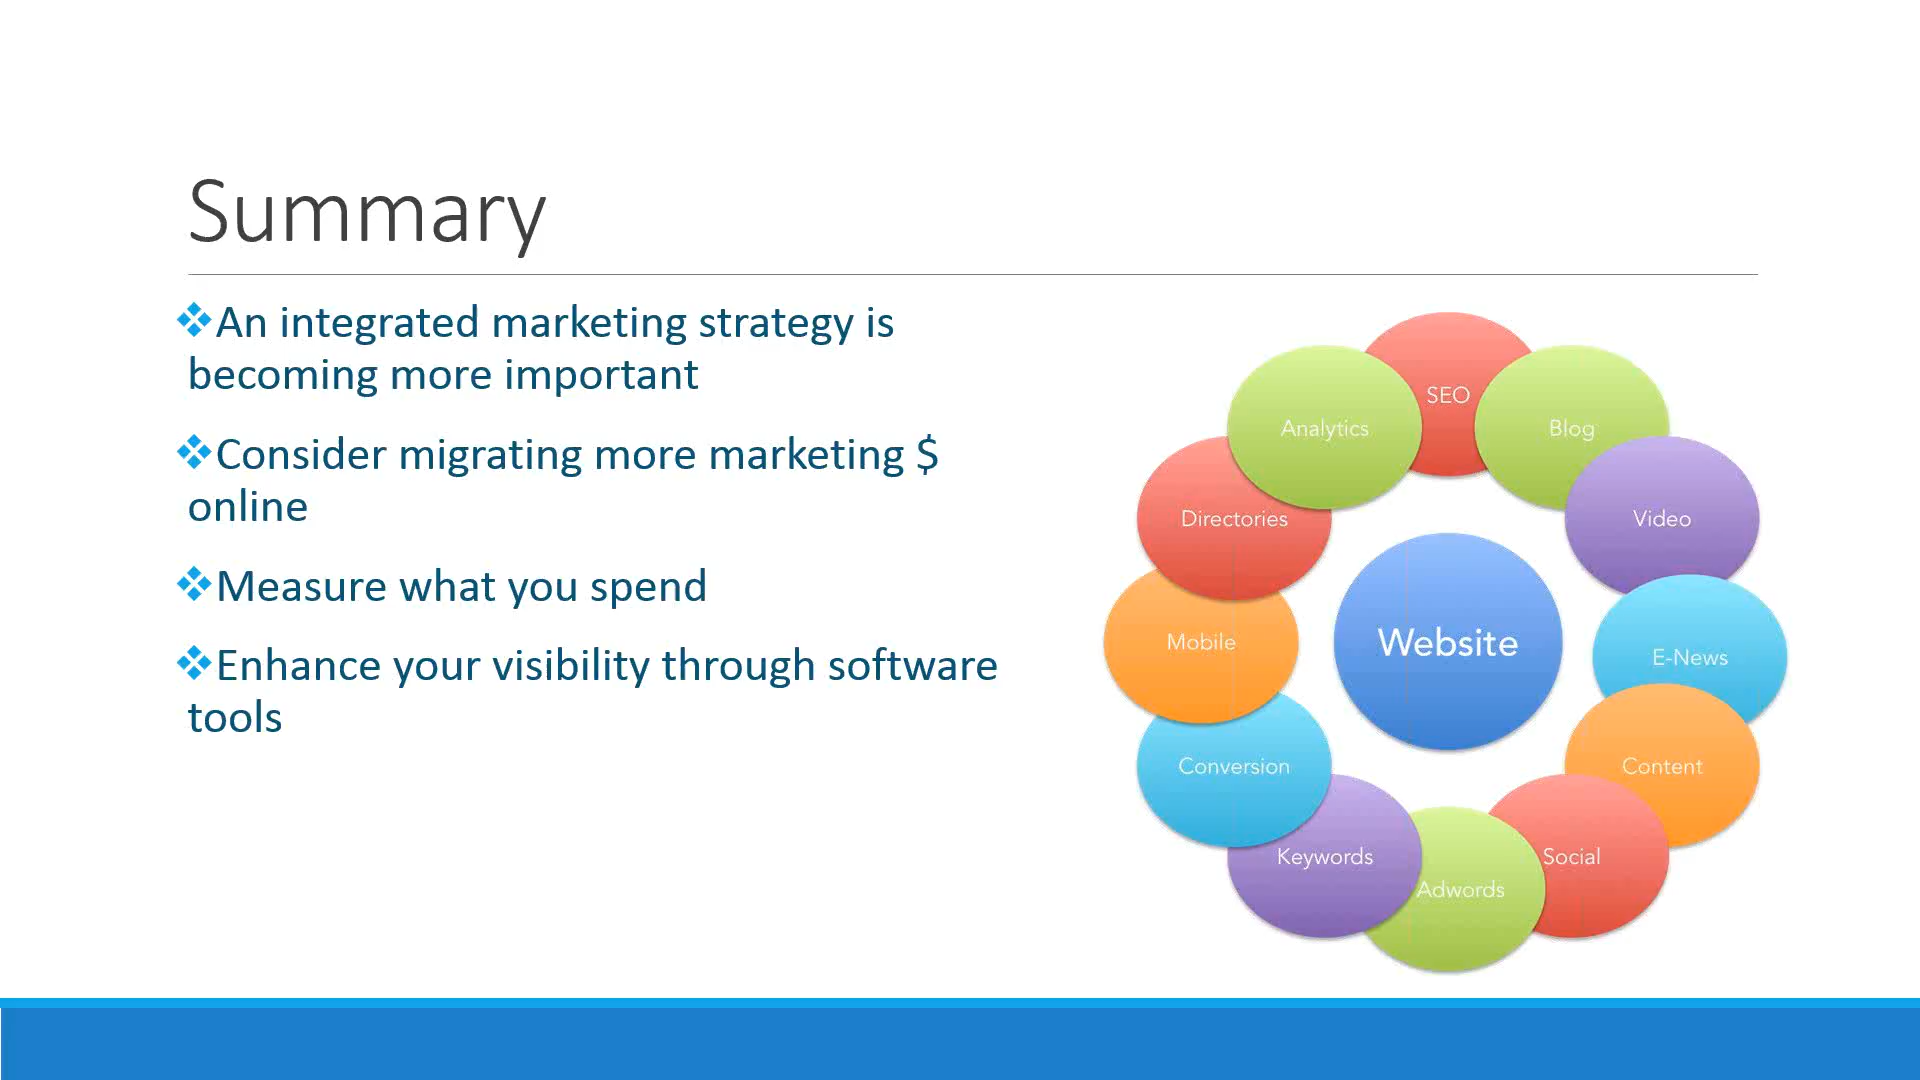 Summary
❖An integrated marketing strategy is
becoming more important
❖Consider migrating more marketing $
online
❖Measure what you spend
❖Enhance your visibility through software
tools
SEO
Analytics
Blog
Directories
Video
Mobile
Website
E-News
Conversion
Content
Keywords
Social
Adwords